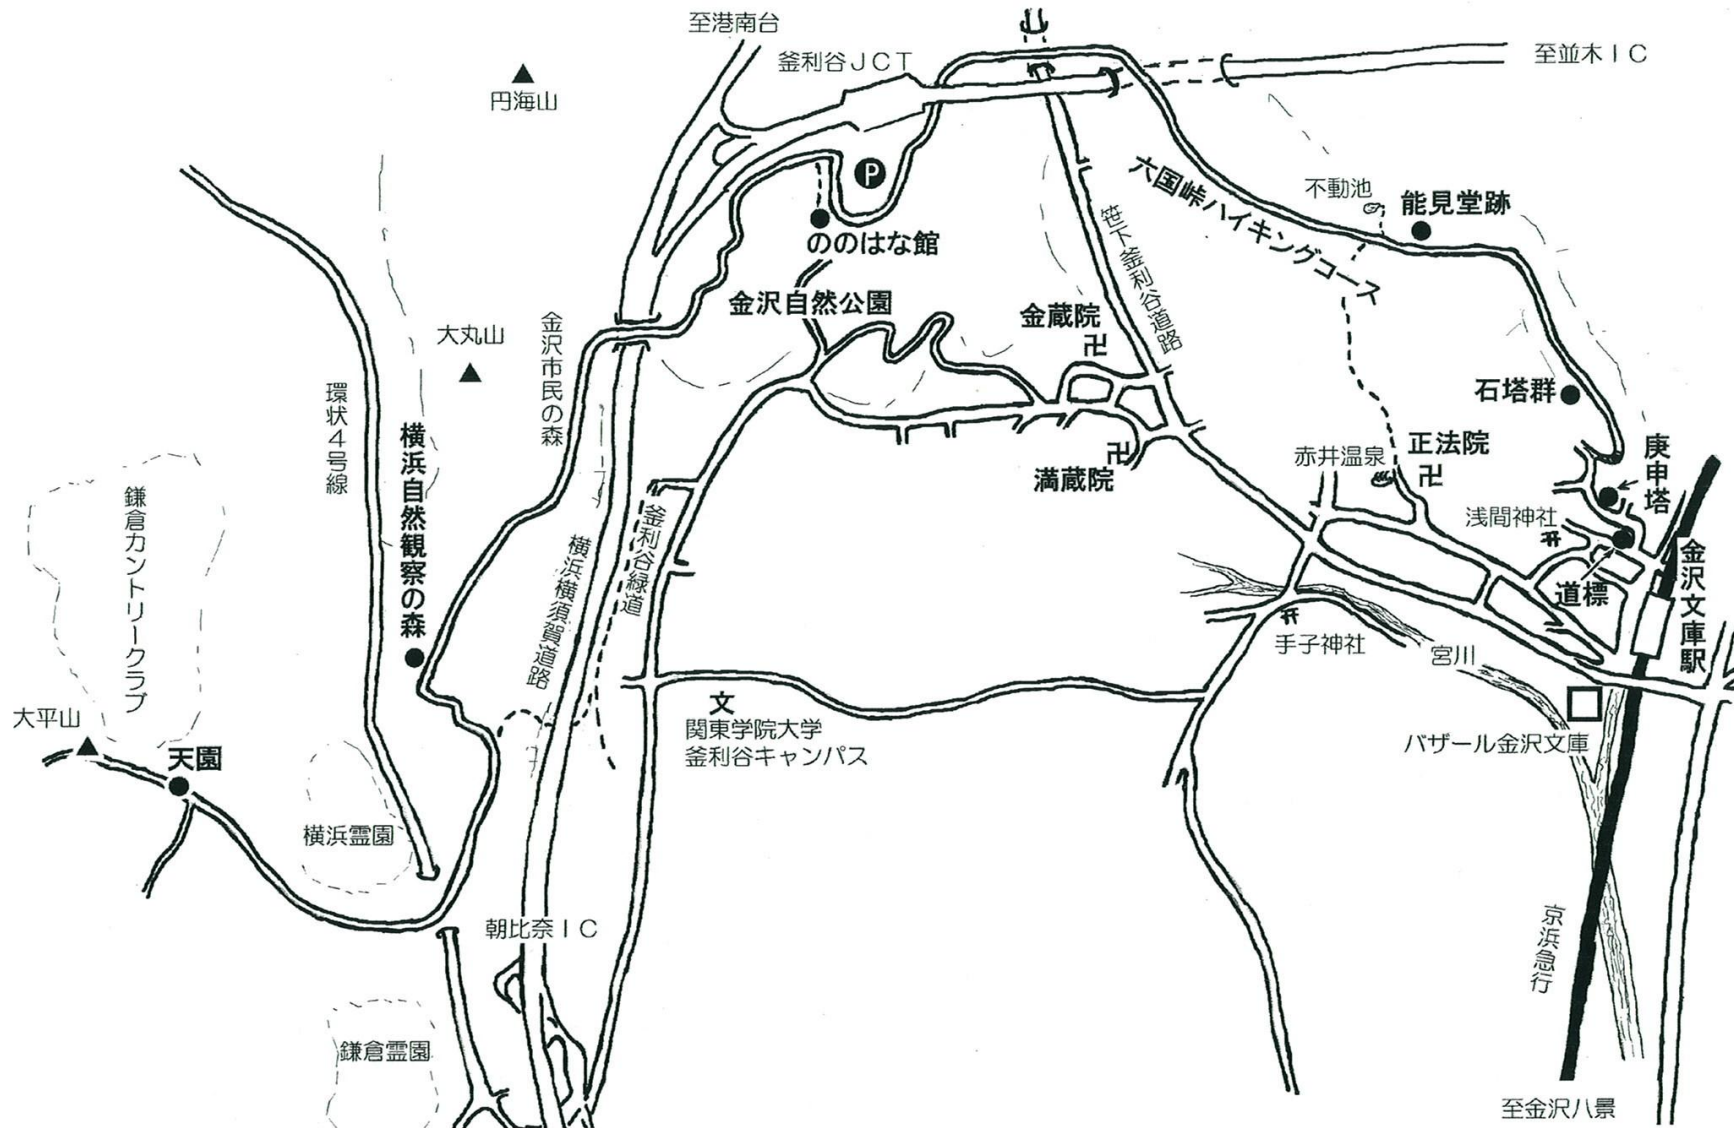 至港南台
釜利谷JCT
至並木IC
円海山
六国峠ハイキングコース
不動池
能見堂跡
笹下釜利谷道路
ののはな館
金沢自然公園
金蔵院
大丸山
金沢市民の森
環状4号線
石塔群
横浜自然観察の森
満蔵院
赤井温泉
正法院
庚申塔
鎌倉カントリークラブ
浅間神社
釜利谷緑道
横浜横須賀道路
道標
金沢文庫駅
手子神社
宮川
大平山
天園
文
関東学院大学
釜利谷キャンパス
バザール金沢文庫
横浜霊園
朝比奈IC
京浜急行
鎌倉霊園
至金沢八景
P